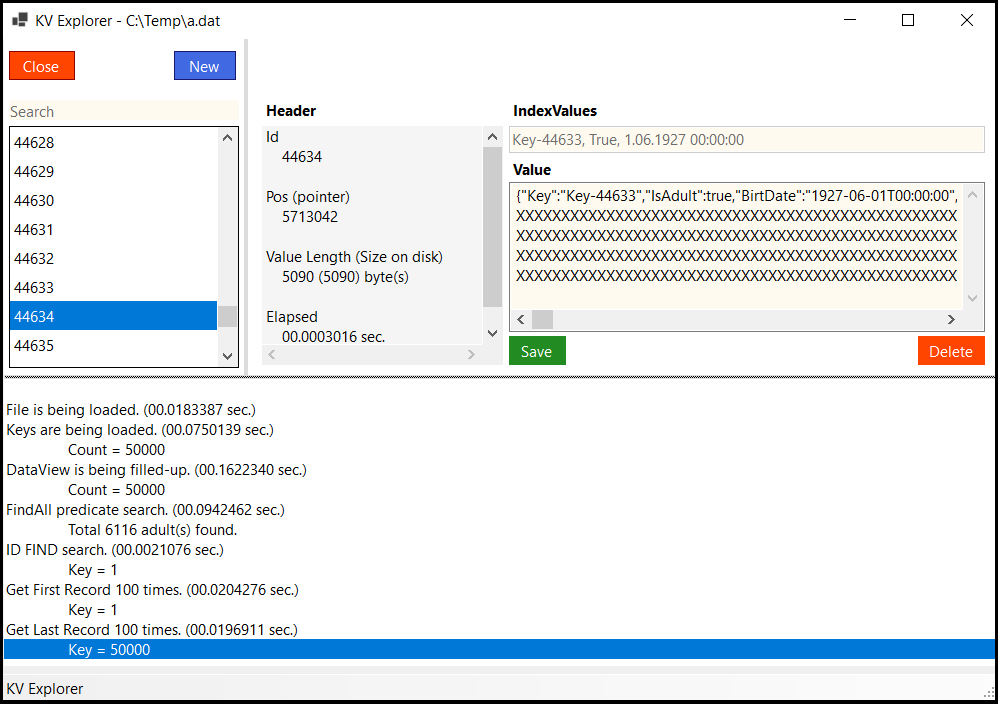 KV Explorer - C:\Temp\a.dat
Close
New
Search
44628
44629
44630
44631
44632
44633
44634
44635
Header
Id
44634
Pos (pointer)
5713042
Value Length (Size on disk)
5090 (5090) byte(s)
Elapsed
00.0003016 sec.
IndexValues
Key-44633, True, 1.06.1927 00:00:00
Value
{"Key":"Key-44633","IsAdult":true,"BirtDate":"1927-06-01T00:00:00",
XXXXXXXXXXXXXXXXXXXXXXXXXXXXXXXXXXXXXXXXXXXXXXXXX
XXXXXXXXXXXXXXXXXXXXXXXXXXXXXXXXXXXXXXXXXXXXXXXXX
XXXXXXXXXXXXXXXXXXXXXXXXXXXXXXXXXXXXXXXXXXXXXXXXX
XXXXXXXXXXXXXXXXXXXXXXXXXXXXXXXXXXXXXXXXXXXXXXXXX
Save
Delete
File is being loaded. (00.0183387 sec.)
Keys are being loaded. (00.0750139 sec.)
Count = 50000
DataView is being filled-up. (00.1622340 sec.)
Count = 50000
FindAll predicate search. (00.0942462 sec.)
Total 6116 adult(s) found.
ID FIND search. (00.0021076 sec.)
Key = 1
Get First Record 100 times. (00.0204276 sec.)
Key = 1
Get Last Record 100 times. (00.0196911 sec.)
Key = 50000
KV Explorer